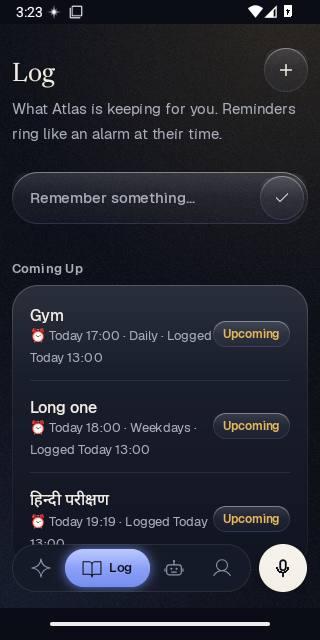 3:23
Log
What Atlas is keeping for you. Reminders
ring like an alarm at their time.
Remember something...
Coming Up
Gym
⏰ Today 17:00 · Daily · Logged
Today 13:00
Upcoming
Long one
⏰ Today 18:00 · Weekdays ·
Logged Today 13:00
Upcoming
हिन्दी परीक्षण
⏰ Today 19:19 · Logged Today
13:00
Upcoming
Log